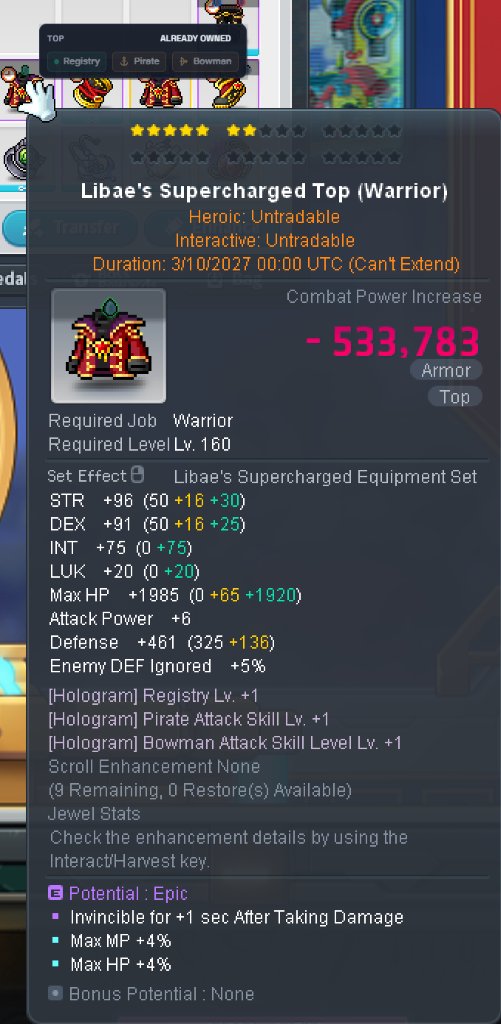 TOP ALREADY OWNED
Registry Pirate Bowman
Transfer
Libae's Supercharged Top (Warrior)
Heroic: Untradable
Interactive: Untradable
Duration: 3/10/2027 00:00 UTC (Can't Extend)
Combat Power Increase
- 533,783
Armor
Top
Required Job Warrior
Required Level Lv. 160
Set Effect Libae's Supercharged Equipment Set
STR +96 (50 +16 +30)
DEX +91 (50 +16 +25)
INT +75 (0 +75)
LUK +20 (0 +20)
Max HP +1985 (0 +65 +1920)
Attack Power +6
Defense +461 (325 +136)
Enemy DEF Ignored +5%
[Hologram] Registry Lv. +1
[Hologram] Pirate Attack Skill Lv. +1
[Hologram] Bowman Attack Skill Level Lv. +1
Scroll Enhancement None
(9 Remaining, 0 Restore(s) Available)
Jewel Stats
Check the enhancement details by using the
Interact/Harvest key.
E Potential : Epic
Invincible for +1 sec After Taking Damage
Max MP +4%
Max HP +4%
Bonus Potential : None